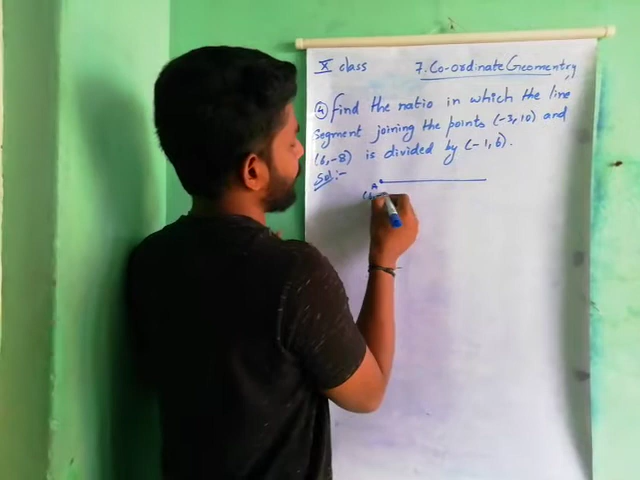 X class 7. Co-ordinate Geomentry
4) find the ratio in which the line
segment joining the points (-3, 10) and
(6, -8) is divided by (-1, 6).
Sol:-
A